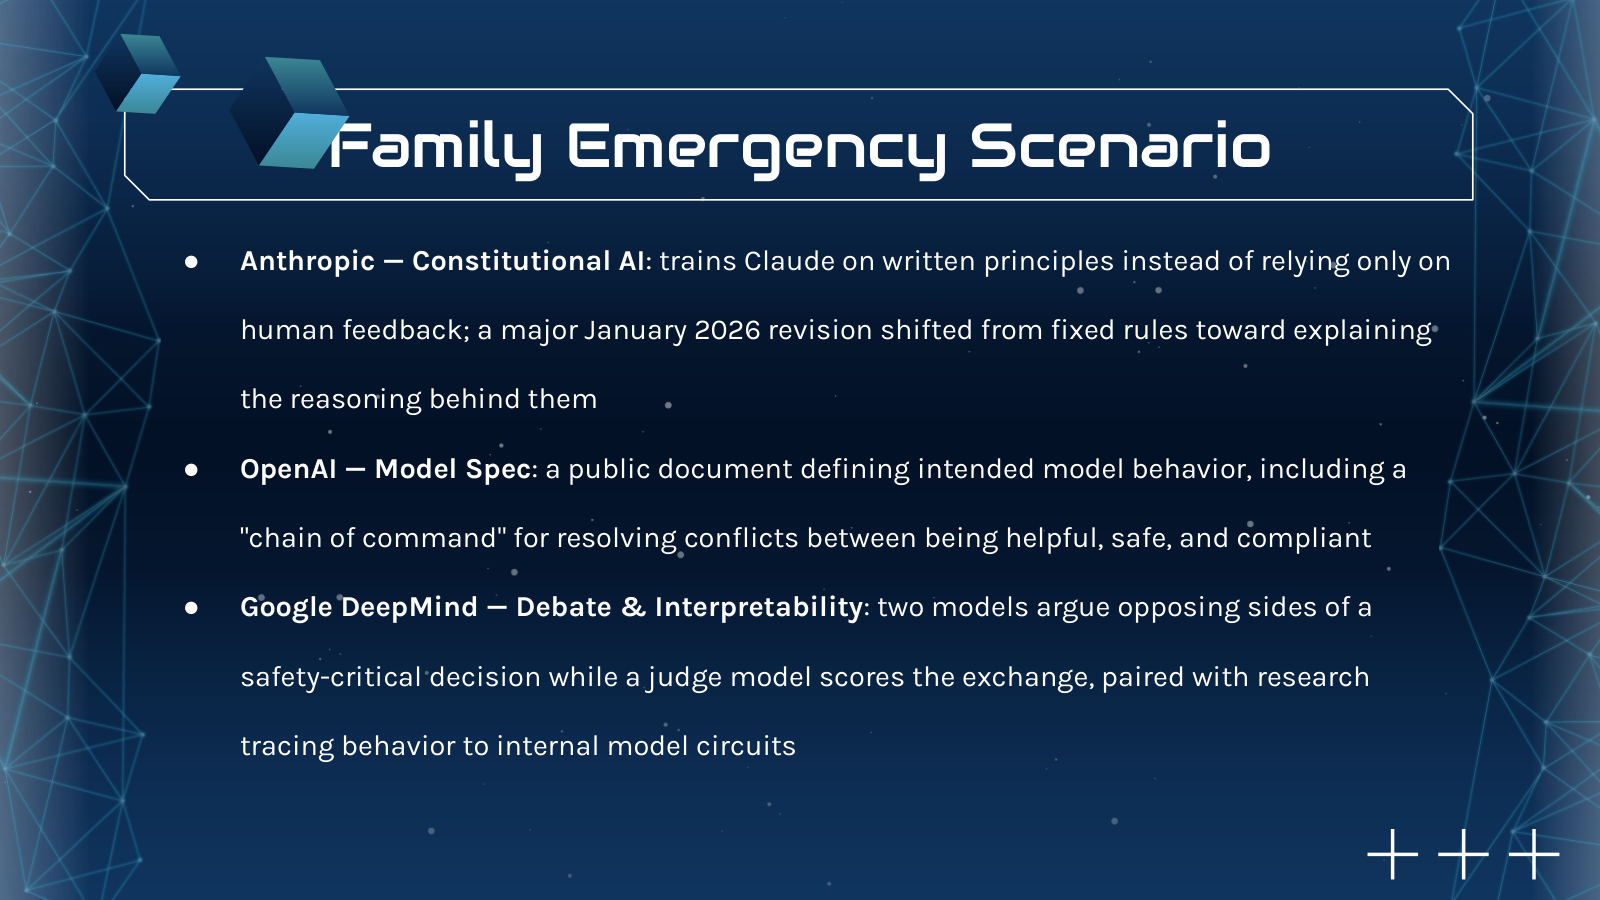 Family Emergency Scenario
● Anthropic — Constitutional AI: trains Claude on written principles instead of relying only on
human feedback; a major January 2026 revision shifted from fixed rules toward explaining
the reasoning behind them
● OpenAI — Model Spec: a public document defining intended model behavior, including a
"chain of command" for resolving conflicts between being helpful, safe, and compliant
● Google DeepMind — Debate & Interpretability: two models argue opposing sides of a
safety-critical decision while a judge model scores the exchange, paired with research
tracing behavior to internal model circuits